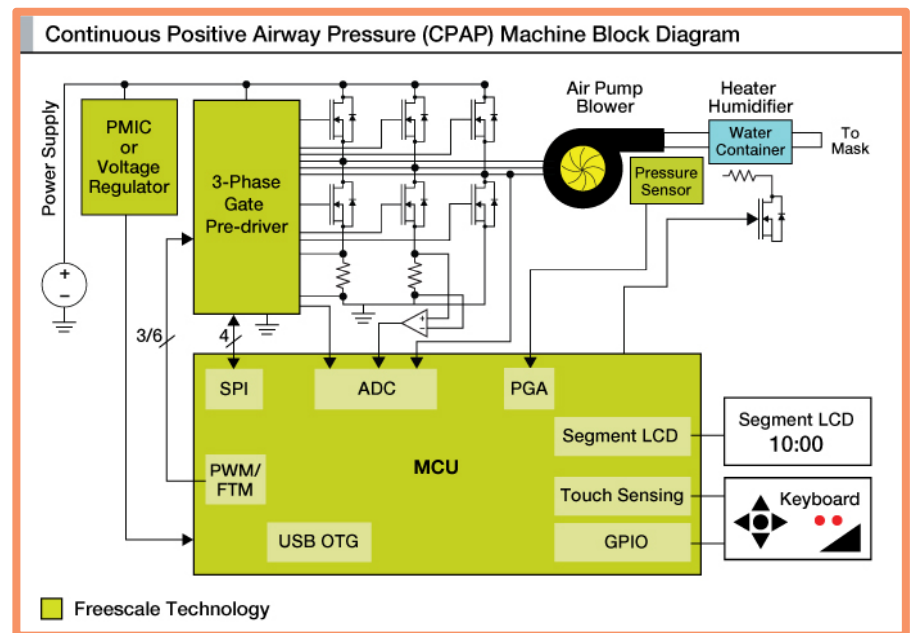 Continuous Positive Airway Pressure (CPAP) Machine Block Diagram
Power Supply
PMIC
or
Voltage
Regulator
3-Phase
Gate
Pre-driver
Air Pump
Blower
Heater
Humidifier
Water
Container
To
Mask
Pressure
Sensor
+
−
+
−
3/6
4
SPI
ADC
PGA
Segment LCD
Segment LCD
10:00
MCU
PWM/
FTM
Touch Sensing
Keyboard
USB OTG
GPIO
Freescale Technology